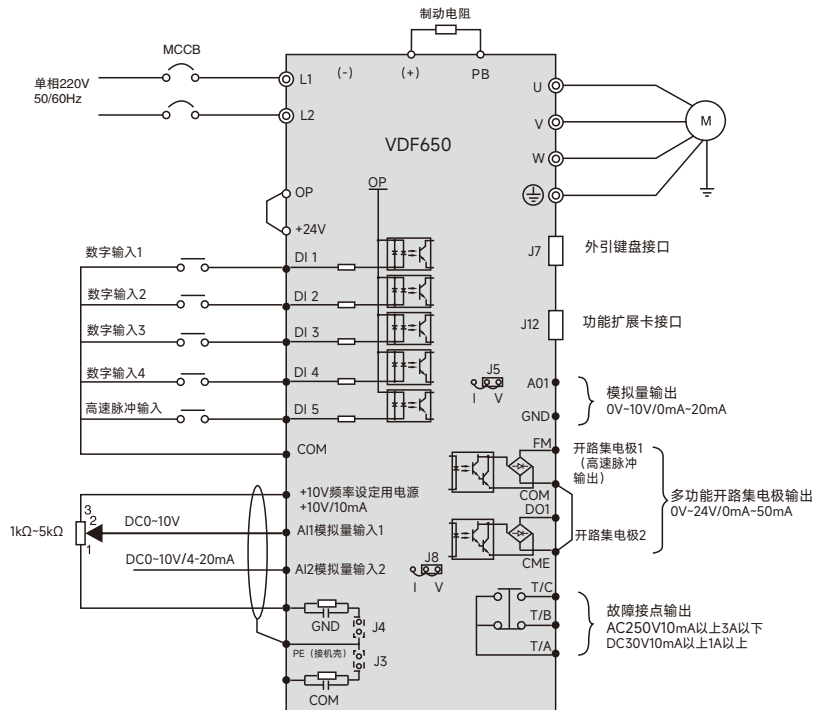 制动电阻
MCCB
单相220V
50/60Hz
L1
(-)
(+)
PB
L2
VDF650
U
V
W
M
OP
OP
+24V
数字输入1
DI 1
数字输入2
DI 2
数字输入3
DI 3
数字输入4
DI 4
高速脉冲输入
DI 5
COM
J7
外引键盘接口
J12
功能扩展卡接口
J5
I V
A01
GND
模拟量输出
0V~10V/0mA~20mA
FM
开路集电极1
（高速脉冲
输出）
COM
DO1
开路集电极2
CME
多功能开路集电极输出
0V~24V/0mA~50mA
+10V频率设定用电源
+10V/10mA
3
2
1
1kΩ~5kΩ
DC0~10V
AI1模拟量输入1
DC0~10V/4~20mA
AI2模拟量输入2
J8
I V
GND
J4
PE（接机壳）
J3
COM
T/C
T/B
T/A
故障接点输出
AC250V10mA以上3A以下
DC30V10mA以上1A以上